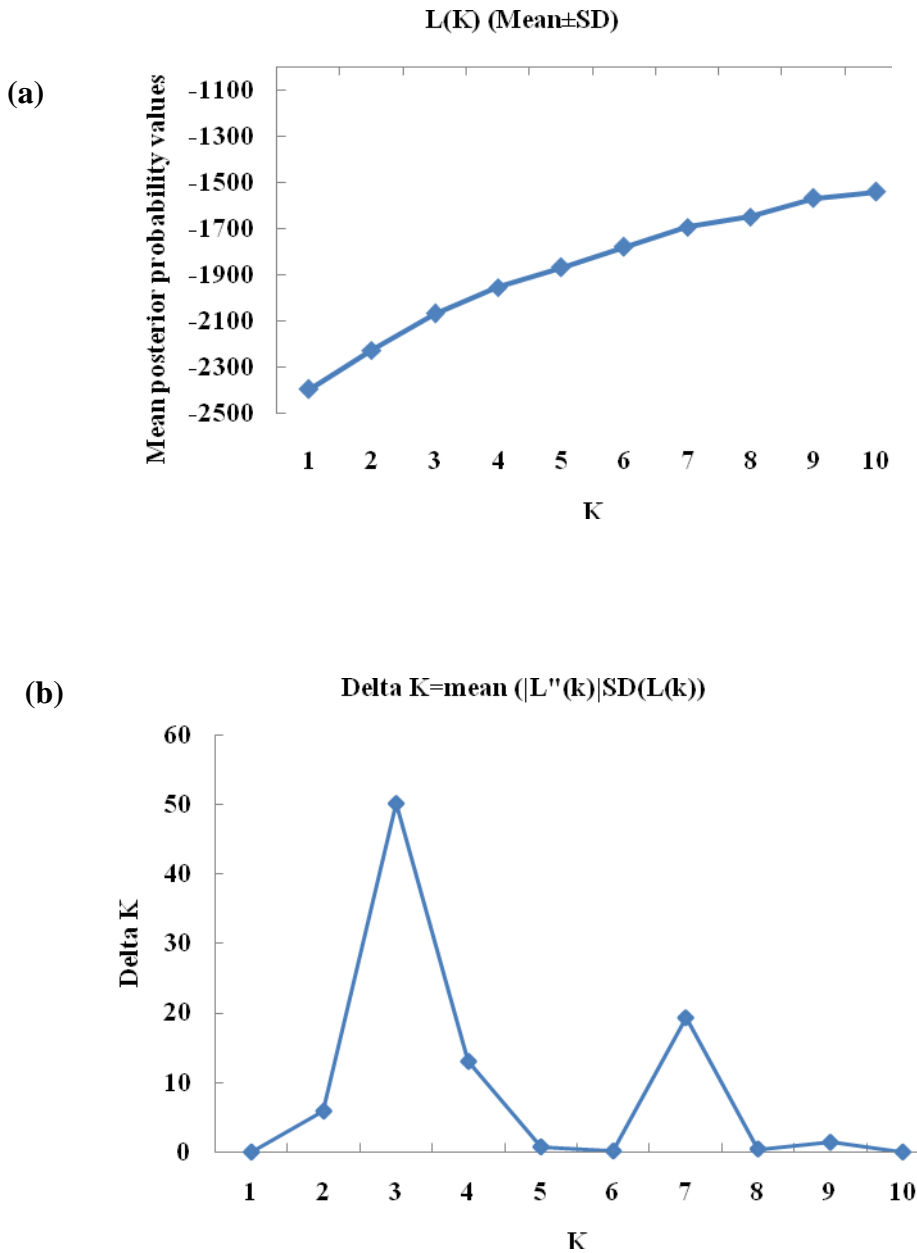 L(K) (Mean±SD)
(a)
Mean posterior probability values
-1100
-1300
-1500
-1700
-1900
-2100
-2300
-2500
1 2 3 4 5 6 7 8 9 10
K
(b)
Delta K=mean (|L"(k)|SD(L(k))
Delta K
60
50
40
30
20
10
0
1 2 3 4 5 6 7 8 9 10
K